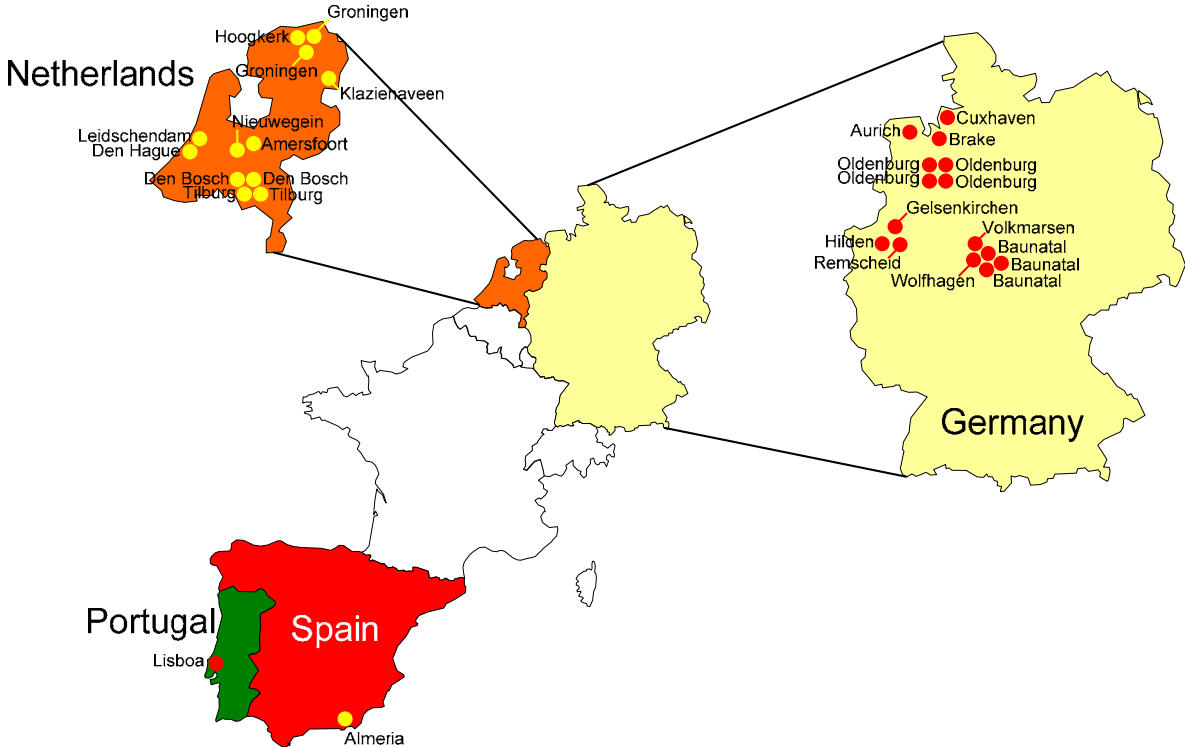 Groningen
Hoogkerk
Groningen
Netherlands
Klaziehaveen
Nieuwegein
Leidschendam
Amersfoort
Den Hague
Den Bosch
Den Bosch
Tilburg
Tilburg
Cuxhaven
Aurich
Brake
Oldenburg
Oldenburg
Oldenburg
Oldenburg
Gelsenkirchen
Volkmarsen
Hilden
Baunatal
Remscheid
Baunatal
Wolfhagen
Baunatal
Germany
Portugal
Spain
Lisboa
Almeria